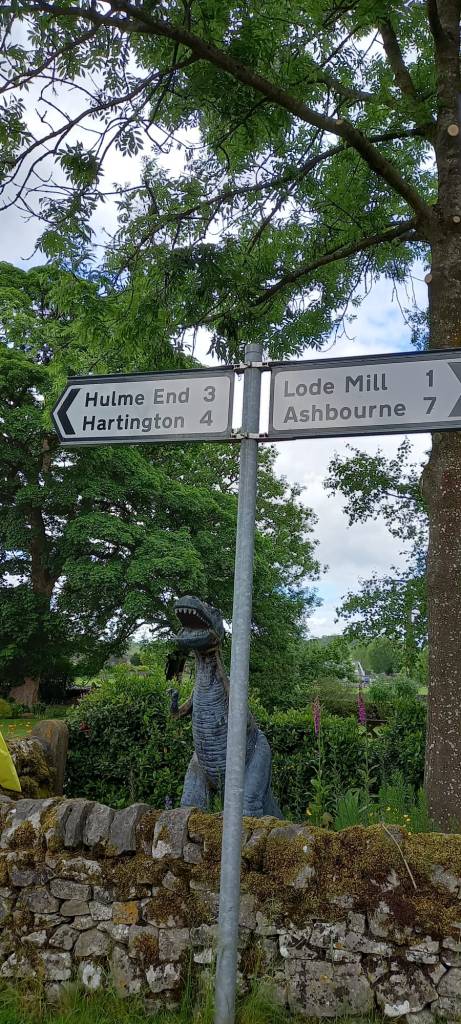 Hulme End 3
Hartington 4
Lode Mill 1
Ashbourne 7